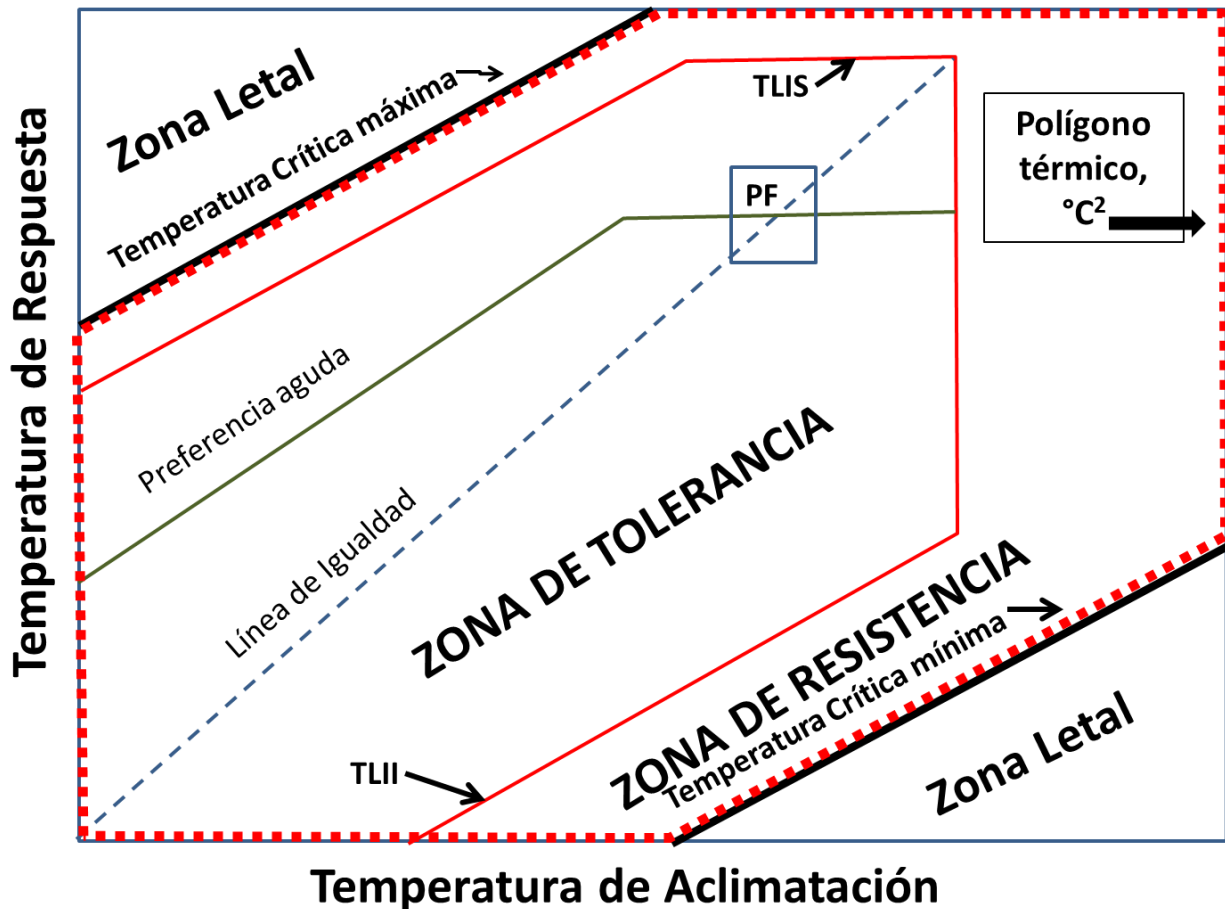 Zona Letal
Temperatura Crítica máxima
TLIS
Polígono
térmico,
°C²
PF
Temperatura de Respuesta
Preferencia aguda
Línea de Igualdad
ZONA DE TOLERANCIA
ZONA DE RESISTENCIA
Temperatura Crítica mínima
TLII
Zona Letal
Temperatura de Aclimatación